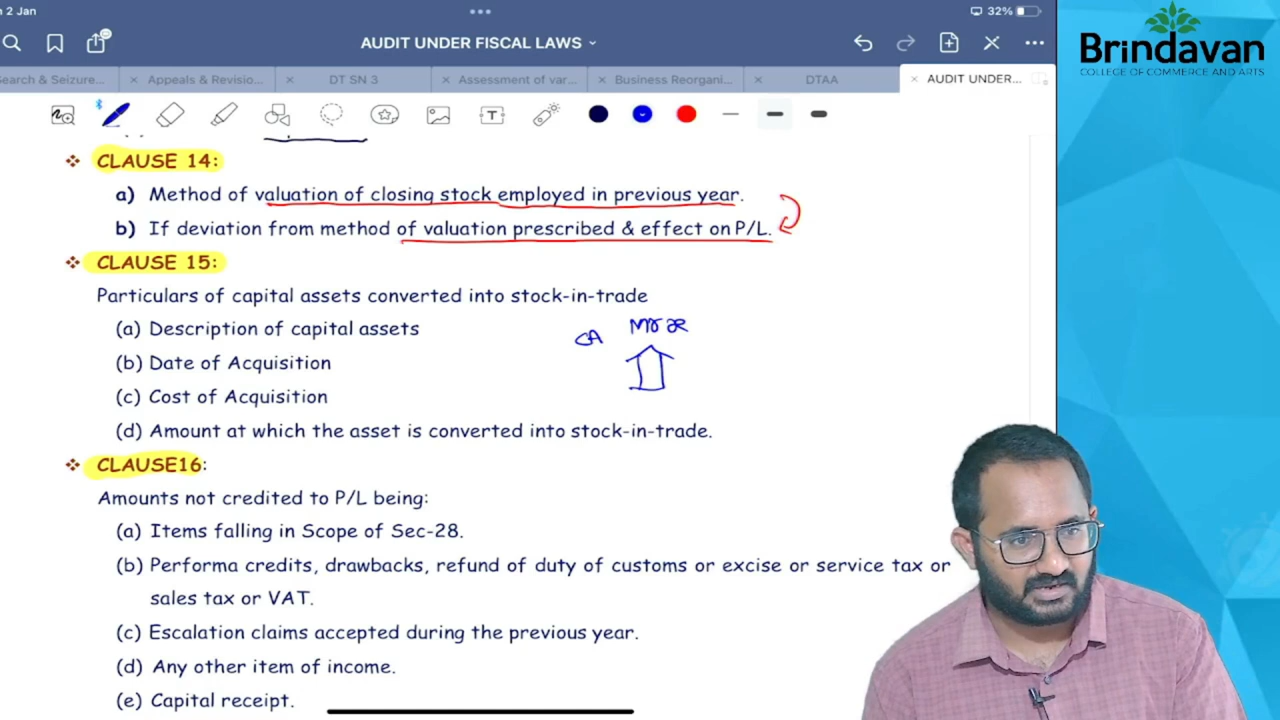 2 Jan
32%
AUDIT UNDER FISCAL LAWS
earch & Seizure...
Appeals & Revisio...
DT SN 3
Assessment of var...
Business Reorgani...
DTAA
AUDIT UNDER...
Brindavan
COLLEGE OF COMMERCE AND ARTS
CLAUSE 14:
a) Method of valuation of closing stock employed in previous year.
b) If deviation from method of valuation prescribed & effect on P/L.
CLAUSE 15:
Particulars of capital assets converted into stock-in-trade
(a) Description of capital assets
CA
(b) Date of Acquisition
(c) Cost of Acquisition
(d) Amount at which the asset is converted into stock-in-trade.
CLAUSE16:
Amounts not credited to P/L being:
(a) Items falling in Scope of Sec-28.
(b) Performa credits, drawbacks, refund of duty of customs or excise or service tax or
sales tax or VAT.
(c) Escalation claims accepted during the previous year.
(d) Any other item of income.
(e) Capital receipt.